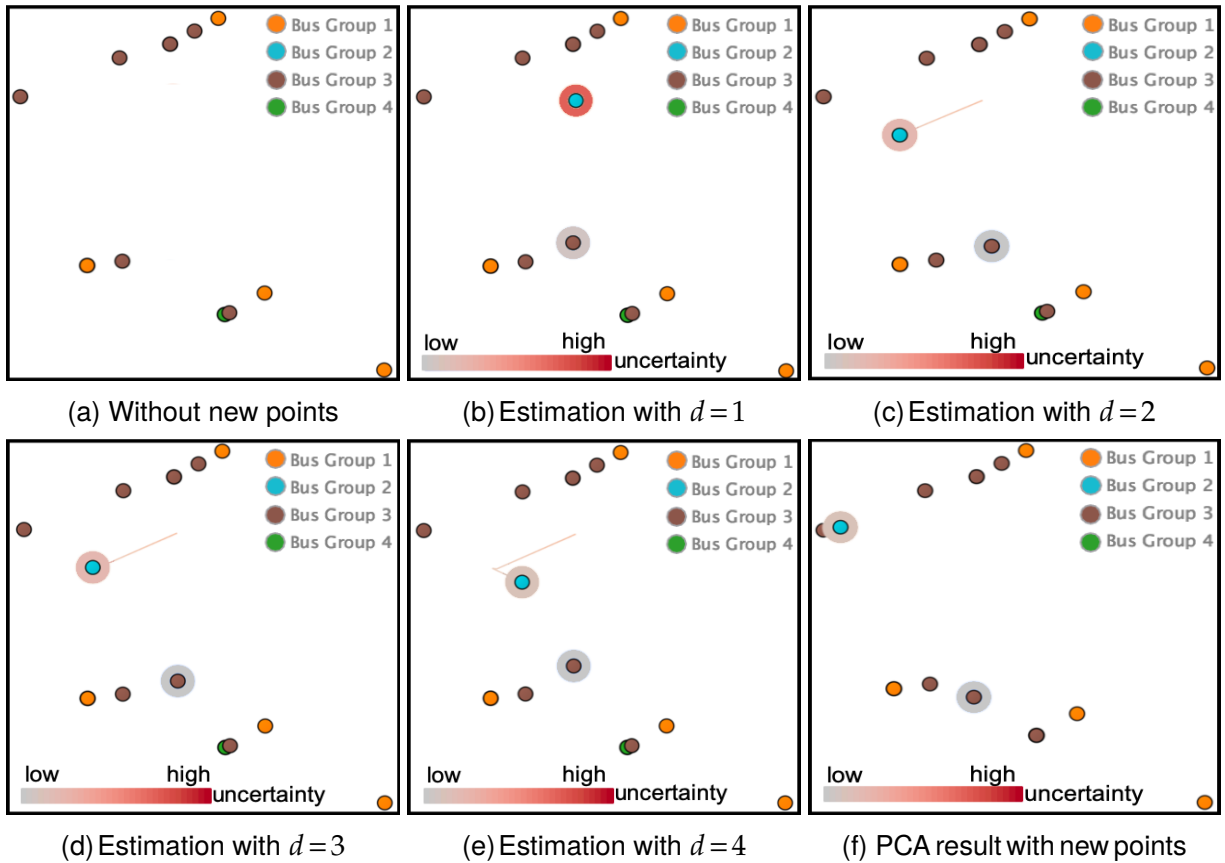 Bus Group 1
Bus Group 2
Bus Group 3
Bus Group 4
(a) Without new points
Bus Group 1
Bus Group 2
Bus Group 3
Bus Group 4
low high
uncertainty
(b) Estimation with d=1
Bus Group 1
Bus Group 2
Bus Group 3
Bus Group 4
low high
uncertainty
(c) Estimation with d=2
Bus Group 1
Bus Group 2
Bus Group 3
Bus Group 4
low high
uncertainty
(d) Estimation with d=3
Bus Group 1
Bus Group 2
Bus Group 3
Bus Group 4
low high
uncertainty
(e) Estimation with d=4
Bus Group 1
Bus Group 2
Bus Group 3
Bus Group 4
low high
uncertainty
(f) PCA result with new points